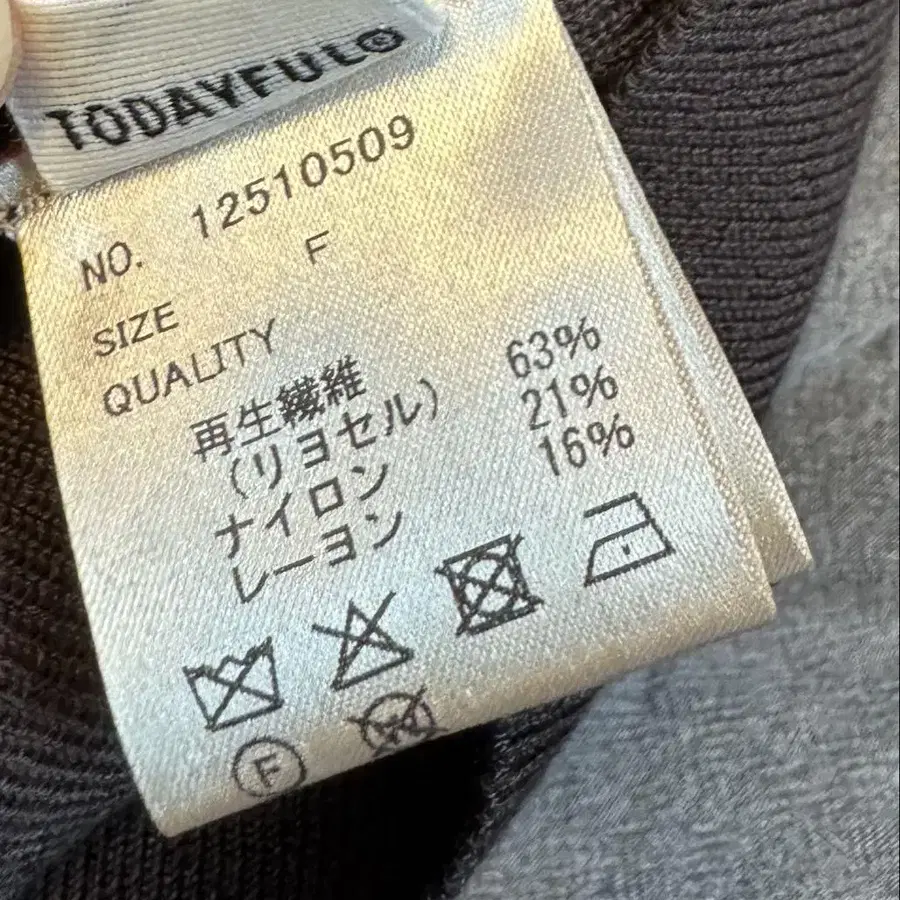 TODAYFUL®
NO. 12510509
SIZE F
QUALITY
再生繊維 63%
(リヨセル) 21%
ナイロン 16%
レーヨン
F
W